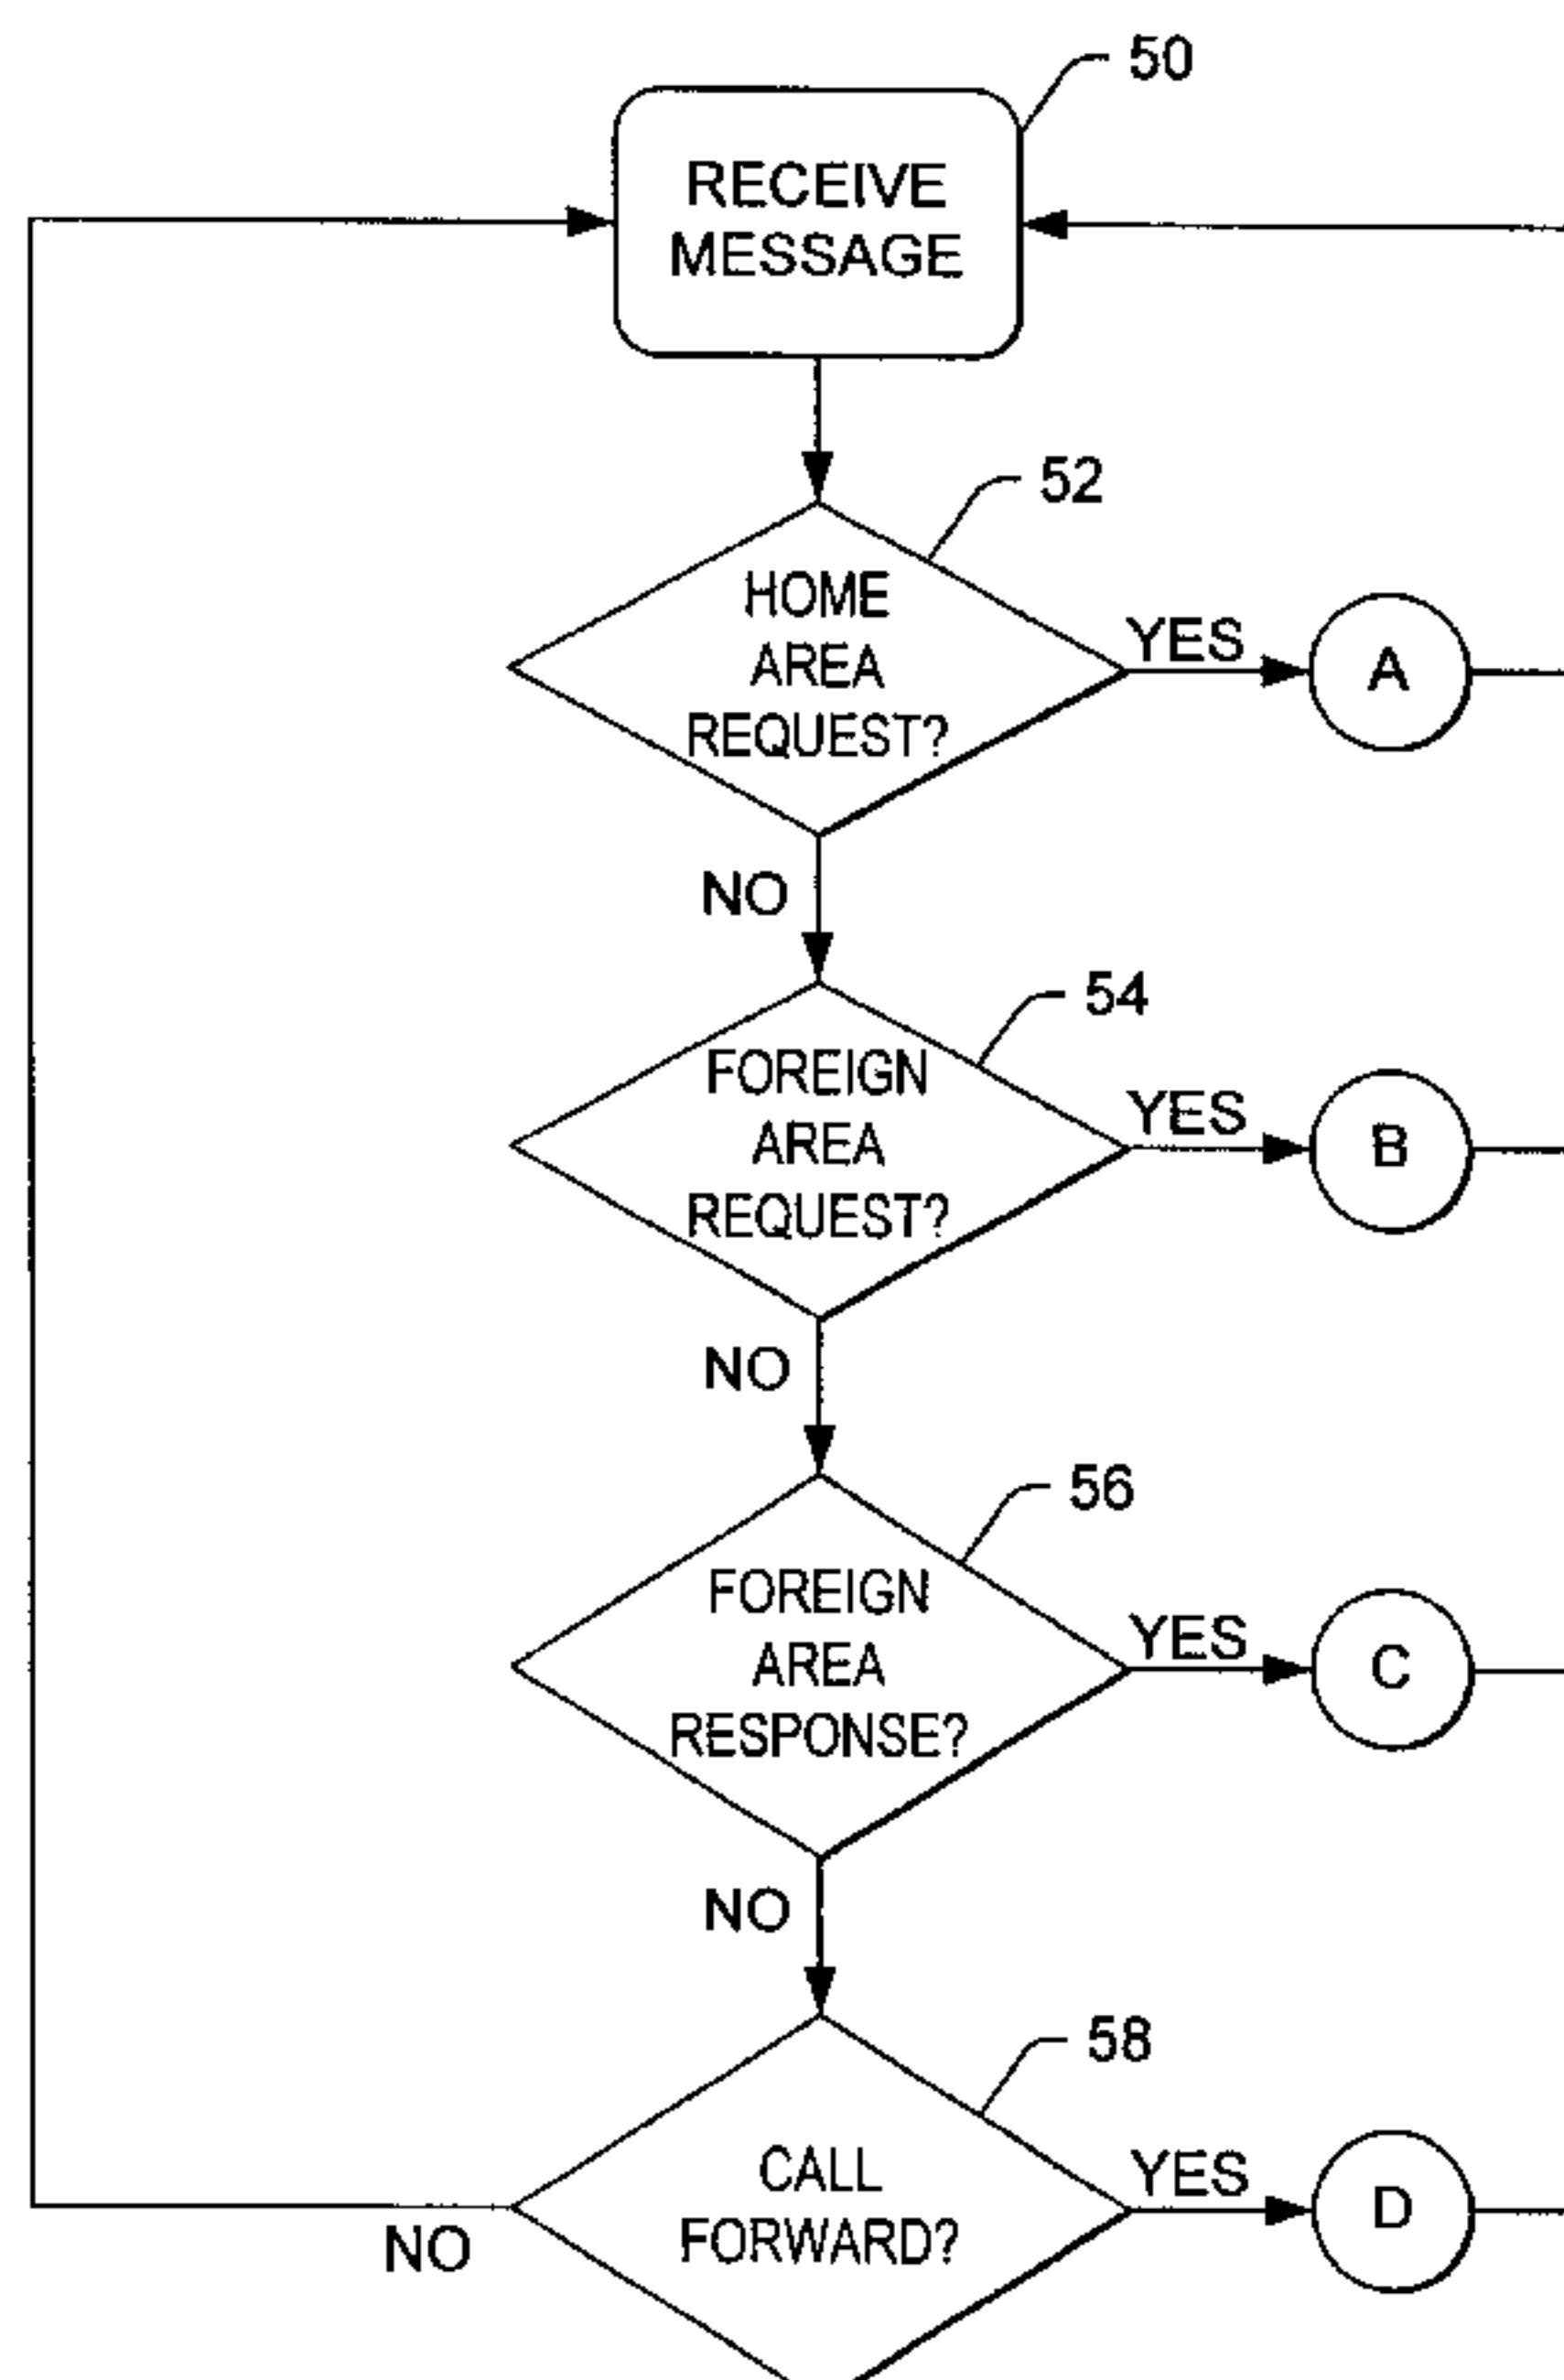 50
RECEIVE
MESSAGE
52
HOME
AREA
REQUEST?
YES
A
NO
54
FOREIGN
AREA
REQUEST?
YES
B
NO
56
FOREIGN
AREA
RESPONSE?
YES
C
NO
58
CALL
FORWARD?
YES
D
NO